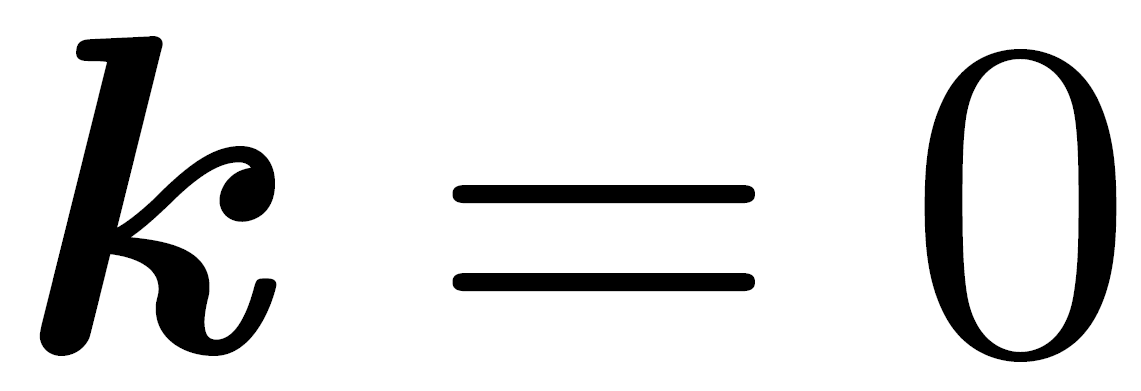 k = 0